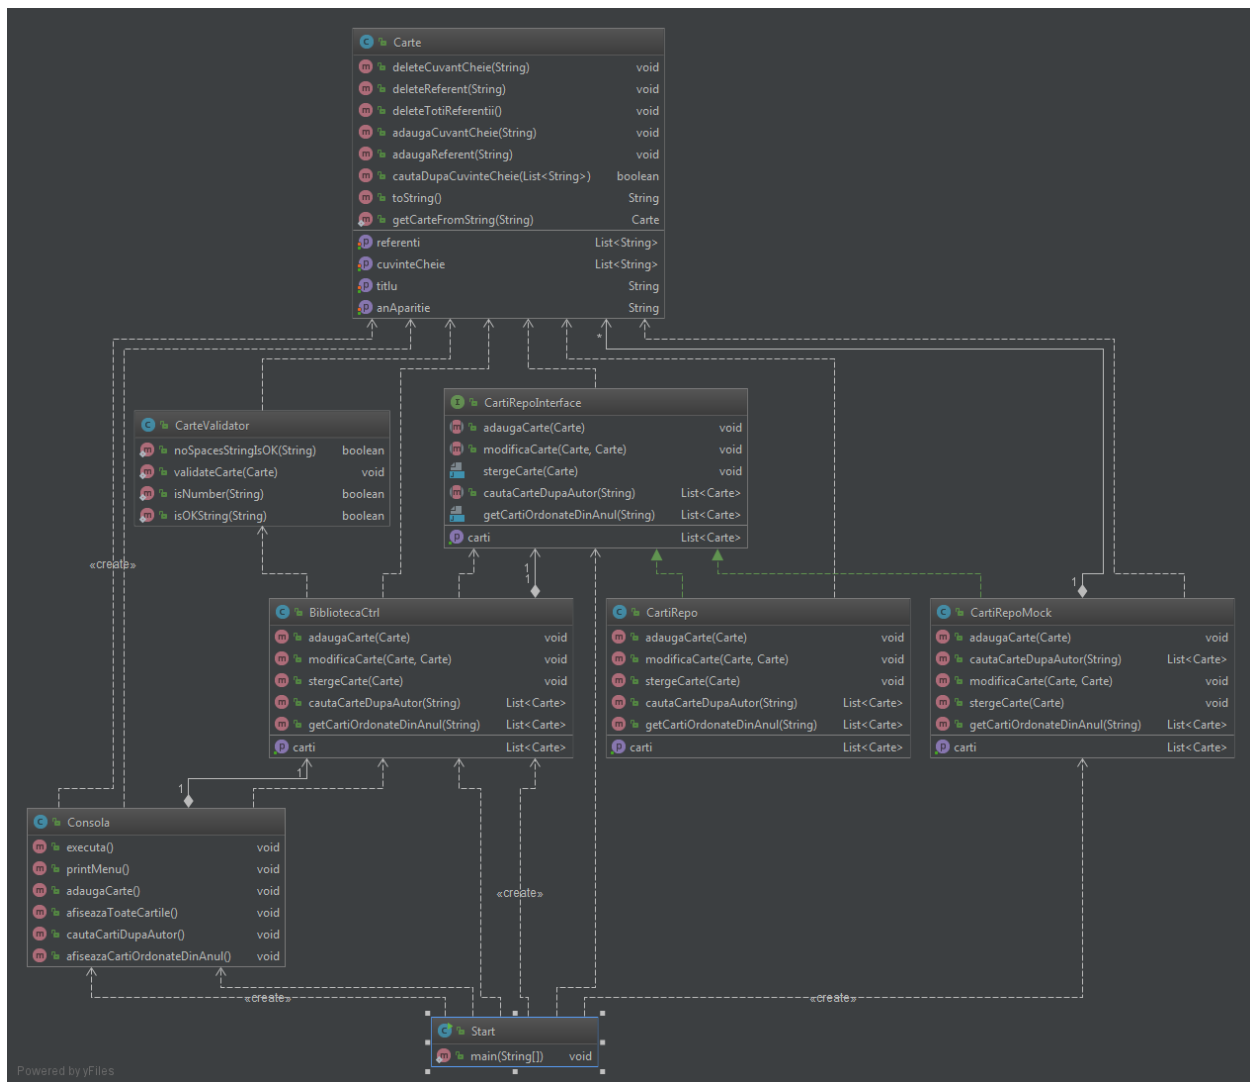 Carte
deleteCuvantCheie(String) void
deleteReferent(String) void
deleteTotiReferentii() void
adaugaCuvantCheie(String) void
adaugaReferent(String) void
cautaDupaCuvinteCheie(List<String>) boolean
toString() String
getCarteFromString(String) Carte
referenti List<String>
cuvinteCheie List<String>
titlu String
anAparitie String
*
CarteValidator
noSpacesStringIsOK(String) boolean
validateCarte(Carte) void
isNumber(String) boolean
isOKString(String) boolean
CartiRepoInterface
adaugaCarte(Carte) void
modificaCarte(Carte, Carte) void
stergeCarte(Carte) void
cautaCarteDupaAutor(String) List<Carte>
getCartiOrdonateDinAnul(String) List<Carte>
carti List<Carte>
«create»
1
1
1
BibliotecaCtrl
adaugaCarte(Carte) void
modificaCarte(Carte, Carte) void
stergeCarte(Carte) void
cautaCarteDupaAutor(String) List<Carte>
getCartiOrdonateDinAnul(String) List<Carte>
carti List<Carte>
CartiRepo
adaugaCarte(Carte) void
modificaCarte(Carte, Carte) void
stergeCarte(Carte) void
cautaCarteDupaAutor(String) List<Carte>
getCartiOrdonateDinAnul(String) List<Carte>
carti List<Carte>
CartiRepoMock
adaugaCarte(Carte) void
cautaCarteDupaAutor(String) List<Carte>
modificaCarte(Carte, Carte) void
stergeCarte(Carte) void
getCartiOrdonateDinAnul(String) List<Carte>
carti List<Carte>
1
1
Consola
executa() void
printMenu() void
adaugaCarte() void
afiseazaToateCartile() void
cautaCartiDupaAutor() void
afiseazaCartiOrdonateDinAnul() void
«create»
«create»
«create»
Start
main(String[]) void
Powered by yFiles